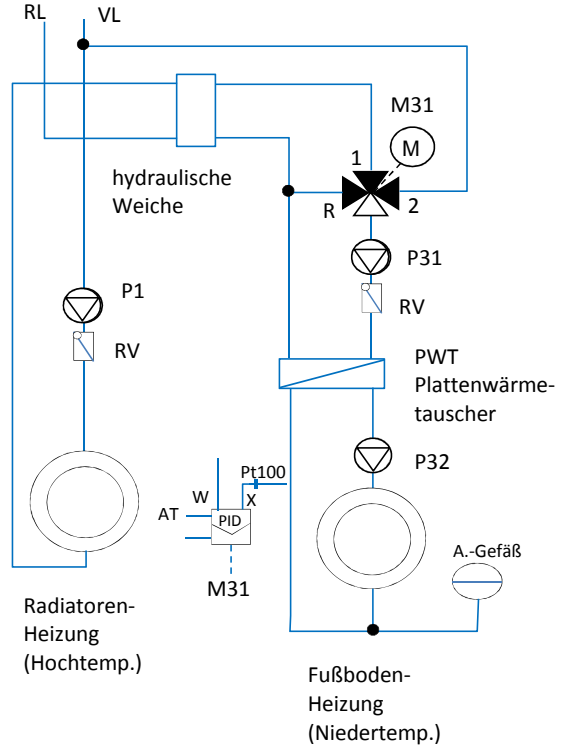 RL
VL
M31
M
1
hydraulische
Weiche
R
2
P31
P1
RV
RV
PWT
Plattenwärme-
tauscher
P32
Pt100
W
X
AT
PID
M31
A.-Gefäß
Radiatoren-
Heizung
(Hochtemp.)
Fußboden-
Heizung
(Niedertemp.)